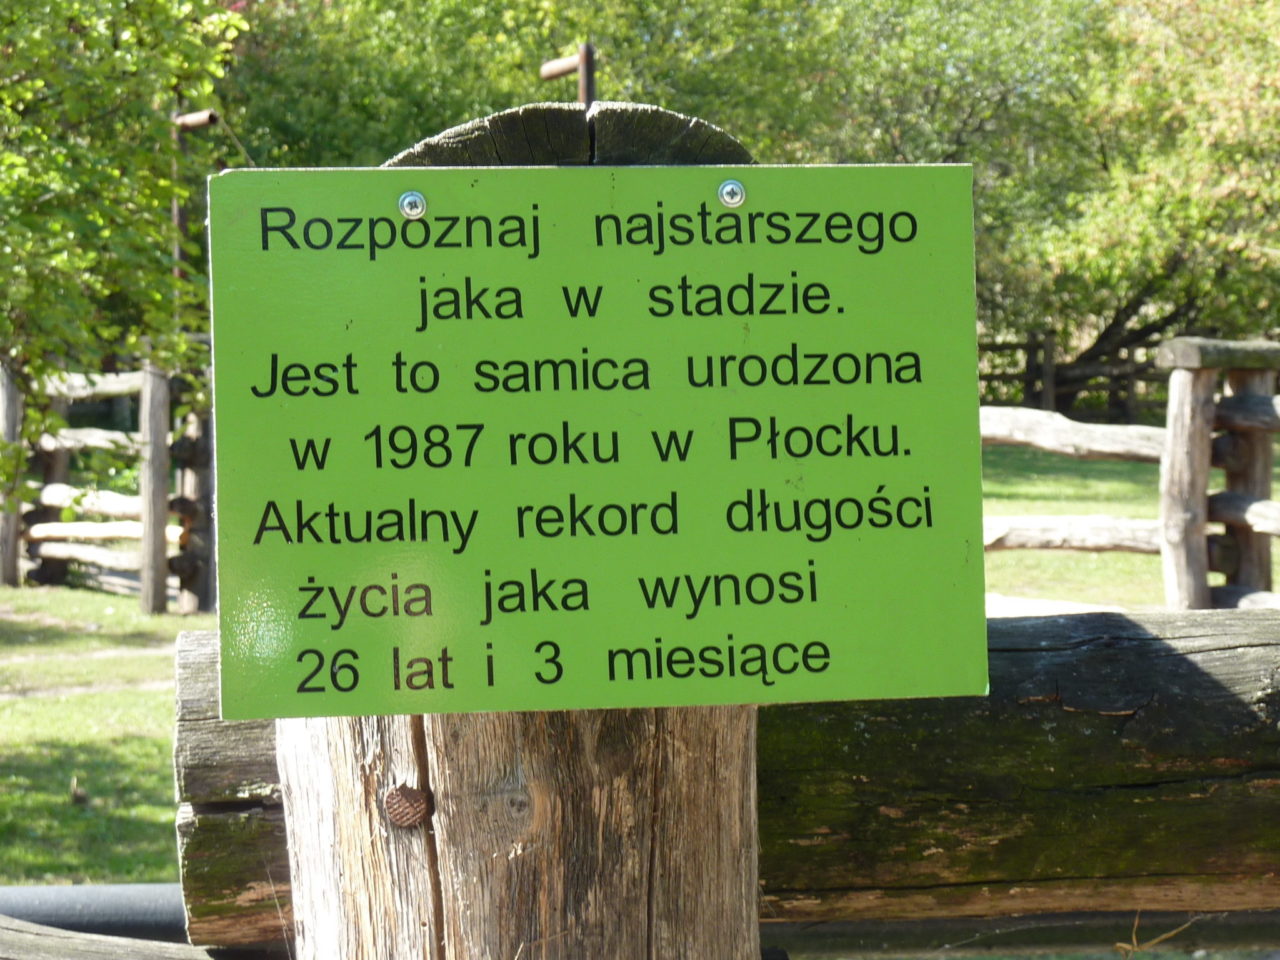 Rozpoznaj najstarszego
jaka w stadzie.
Jest to samica urodzona
w 1987 roku w Płocku.
Aktualny rekord długości
życia jaka wynosi
26 lat i 3 miesiące